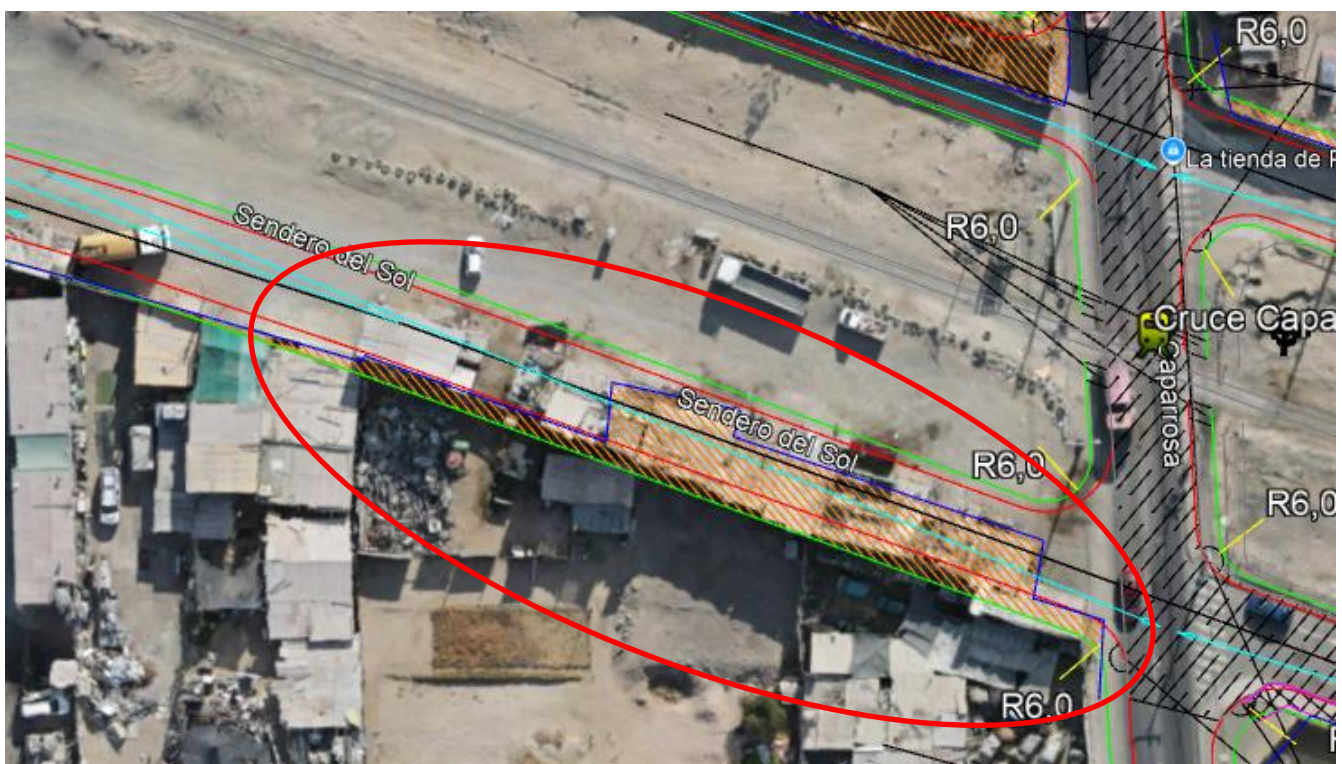 R6,0
La tienda de
R6,0
Sendero del Sol
Cruce Capa
Caparrosa
Sendero del Sol
R6,0
R6,0
R6,0